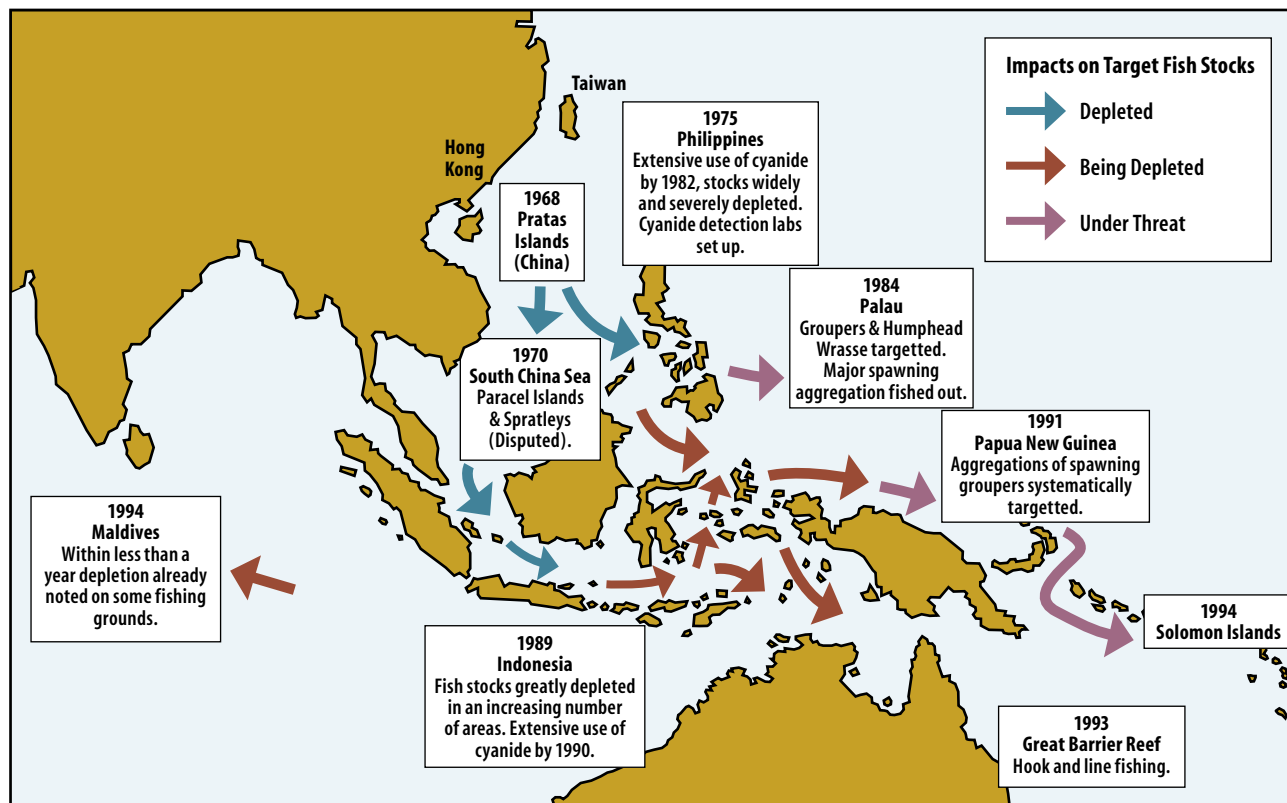 Impacts on Target Fish Stocks
Depleted
Being Depleted
Under Threat
Taiwan
Hong
Kong
1968
Pratas
Islands
(China)
1975
Philippines
Extensive use of cyanide
by 1982, stocks widely
and severely depleted.
Cyanide detection labs
set up.
1984
Palau
Groupers & Humphead
Wrasse targetted.
Major spawning
aggregation fished out.
1970
South China Sea
Paracel Islands
& Spratleys
(Disputed).
1991
Papua New Guinea
Aggregations of spawning
groupers systematically
targetted.
1994
Maldives
Within less than a
year depletion already
noted on some fishing
grounds.
1994
Solomon Islands
1989
Indonesia
Fish stocks greatly depleted
in an increasing number
of areas. Extensive use of
cyanide by 1990.
1993
Great Barrier Reef
Hook and line fishing.